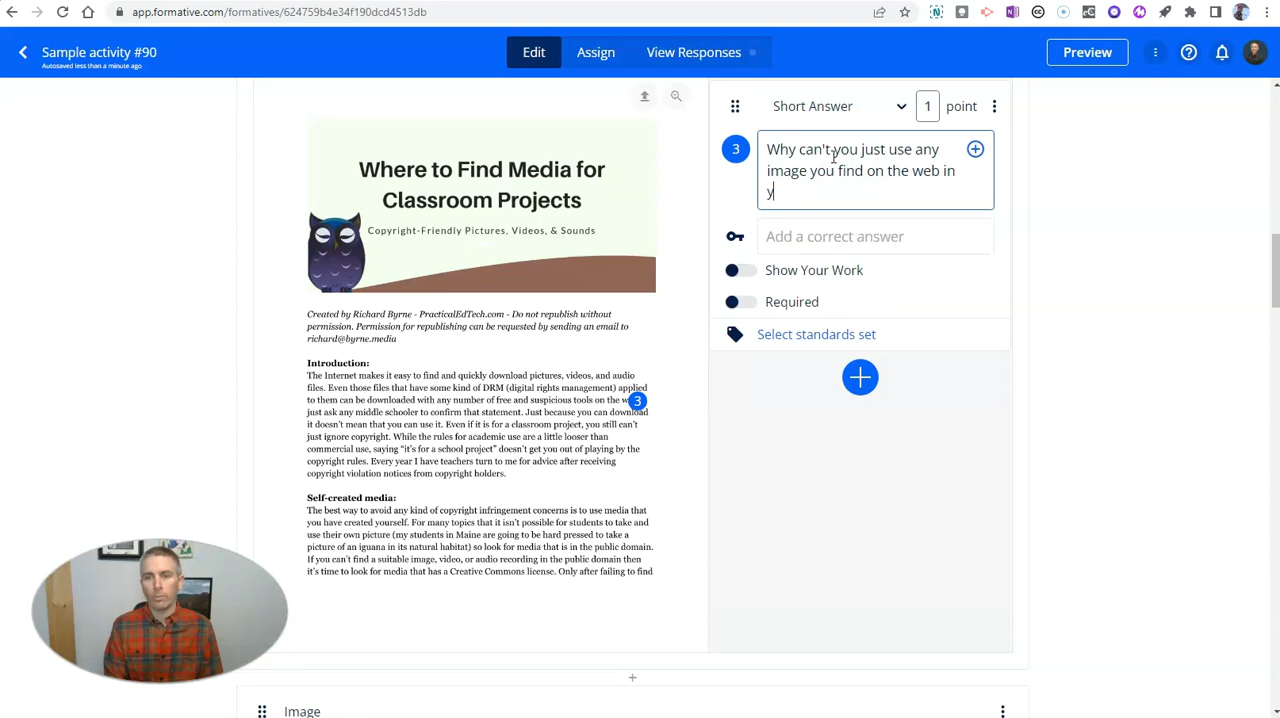 app.formative.com/formatives/624759b4e34f190dcd4513db
Sample activity #90
Autosaved less than a minute ago
Edit
Assign
View Responses
Preview
Short Answer
1
point
3
Why can't you just use any
image you find on the web in
y
Add a correct answer
Show Your Work
Required
Select standards set
Where to Find Media for
Classroom Projects
Copyright-Friendly Pictures, Videos, & Sounds
Created by Richard Byrne - PracticalEdTech.com - Do not republish without
permission. Permission for republishing can be requested by sending an email to
richard@byrne.media
Introduction:
The Internet makes it easy to find and quickly download pictures, videos, and audio
files. Even those files that have some kind of DRM (digital rights management) applied
to them can be downloaded with any number of free and suspicious tools on the
3
just ask any middle schooler to confirm that statement. Just because you can download
it doesn't mean that you can use it. Even if it is for a classroom project, you still can't
just ignore copyright. While the rules for academic use are a little looser than
commercial use, saying "it's for a school project" doesn't get you out of playing by the
copyright rules. Every year I have teachers turn to me for advice after receiving
copyright violation notices from copyright holders.
Self-created media:
The best way to avoid any kind of copyright infringement concerns is to use media that
you have created yourself. For many topics that it isn't possible for students to take and
use their own picture (my students in Maine are going to be hard pressed to take a
picture of an iguana in its natural habitat) so look for media that is in the public domain.
If you can't find a suitable image, video, or audio recording in the public domain then
it's time to look for media that has a Creative Commons license. Only after failing to find
Image